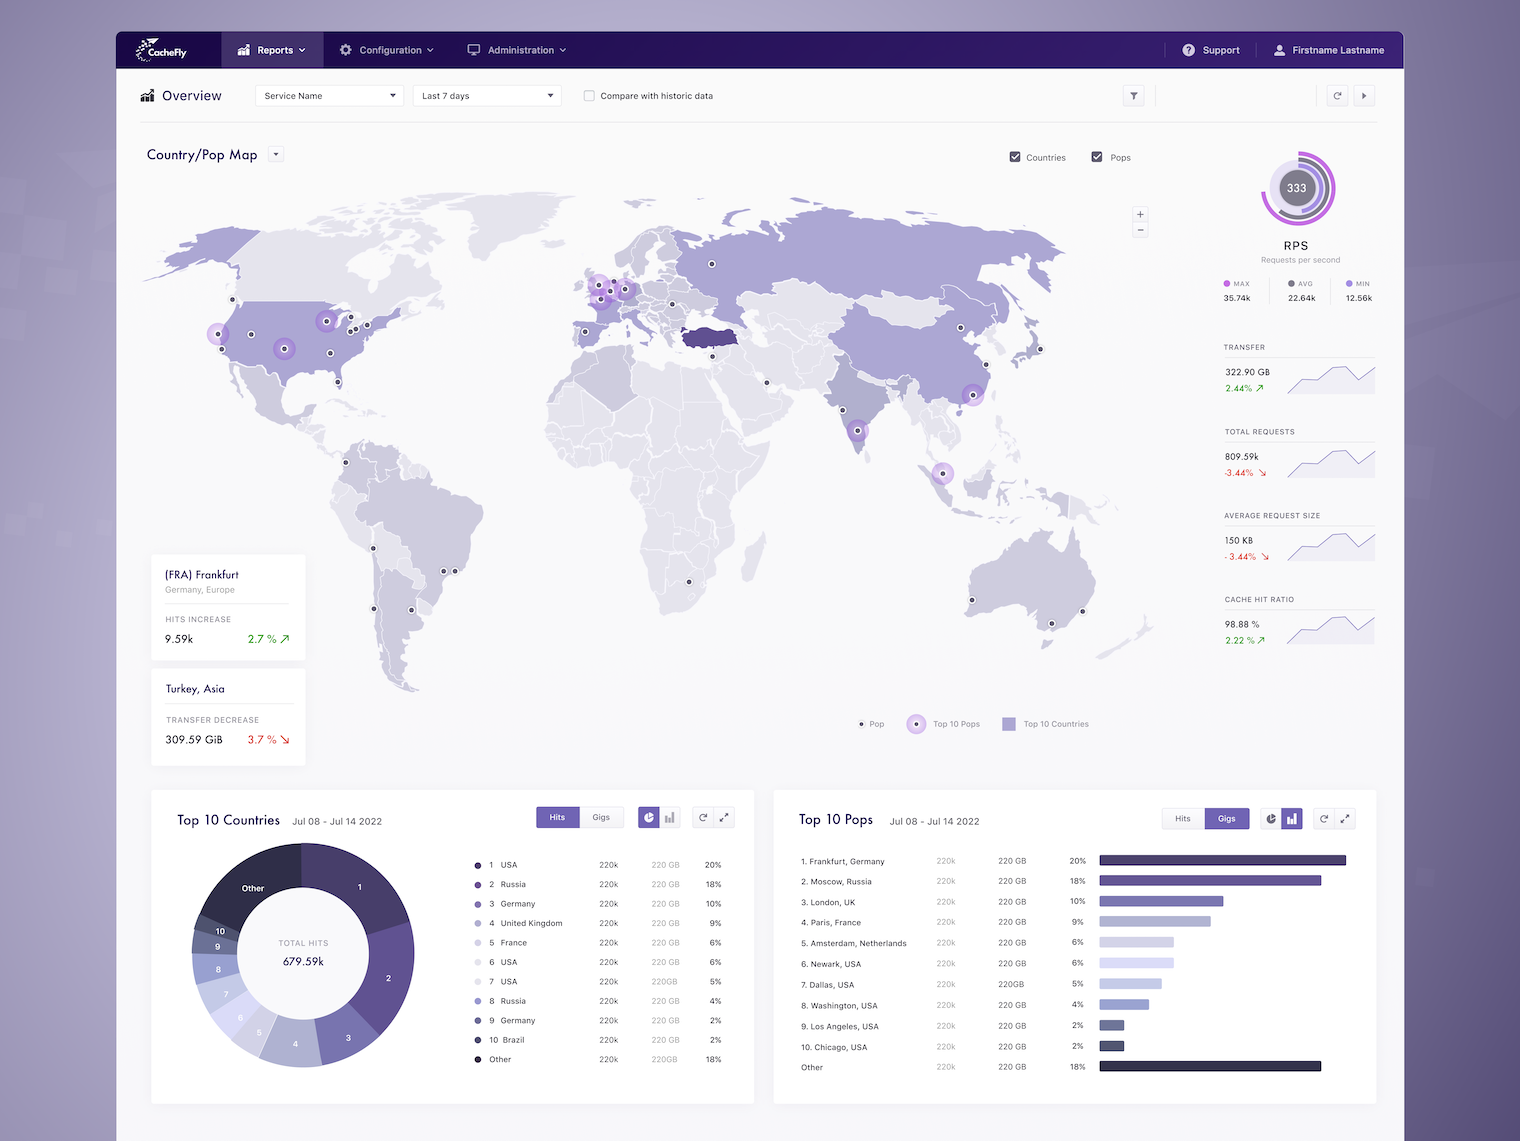 CacheFly
Reports
Configuration
Administration
Support
Firstname Lastname
Overview
Service Name
Last 7 days
Compare with historic data
Country/Pop Map
Countries
Pops
+
−
333
RPS
Requests per second
MAX
AVG
MIN
35.74k
22.64k
12.56k
TRANSFER
322.90 GB
2.44%
TOTAL REQUESTS
809.59k
-3.44%
AVERAGE REQUEST SIZE
150 KB
- 3.44%
CACHE HIT RATIO
98.88 %
2.22 %
(FRA) Frankfurt
Germany, Europe
HITS INCREASE
9.59k 2.7 %
Turkey, Asia
TRANSFER DECREASE
309.59 GiB 3.7 %
Pop
Top 10 Pops
Top 10 Countries
Top 10 Countries Jul 08 - Jul 14 2022
Hits Gigs
Other
1
2
3
4
5
6
7
8
9
10
TOTAL HITS
679.59k
1 USA 220k 220 GB 20%
2 Russia 220k 220 GB 18%
3 Germany 220k 220 GB 10%
4 United Kingdom 220k 220 GB 9%
5 France 220k 220 GB 6%
6 USA 220k 220 GB 6%
7 USA 220k 220GB 5%
8 Russia 220k 220 GB 4%
9 Germany 220k 220 GB 2%
10 Brazil 220k 220 GB 2%
Other 220k 220GB 18%
Top 10 Pops Jul 08 - Jul 14 2022
Hits Gigs
1. Frankfurt, Germany 220k 220 GB 20%
2. Moscow, Russia 220k 220 GB 18%
3. London, UK 220k 220 GB 10%
4. Paris, France 220k 220 GB 9%
5. Amsterdam, Netherlands 220k 220 GB 6%
6. Newark, USA 220k 220 GB 6%
7. Dallas, USA 220k 220GB 5%
8. Washington, USA 220k 220 GB 4%
9. Los Angeles, USA 220k 220 GB 2%
10. Chicago, USA 220k 220 GB 2%
Other 220k 220 GB 18%